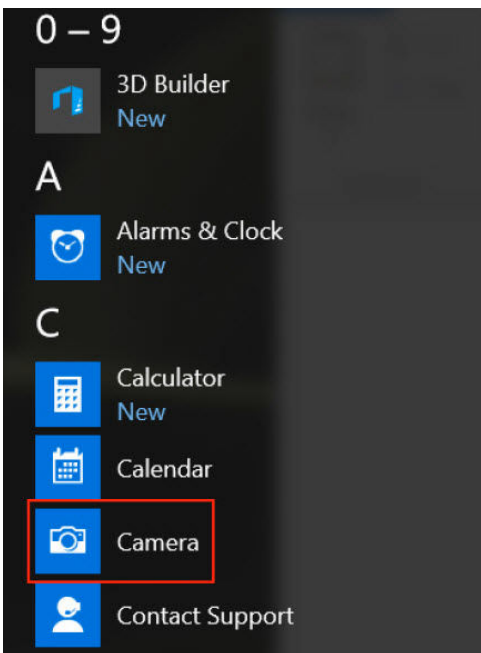 0 – 9
3D Builder
New
A
Alarms & Clock
New
C
Calculator
New
Calendar
Camera
Contact Support